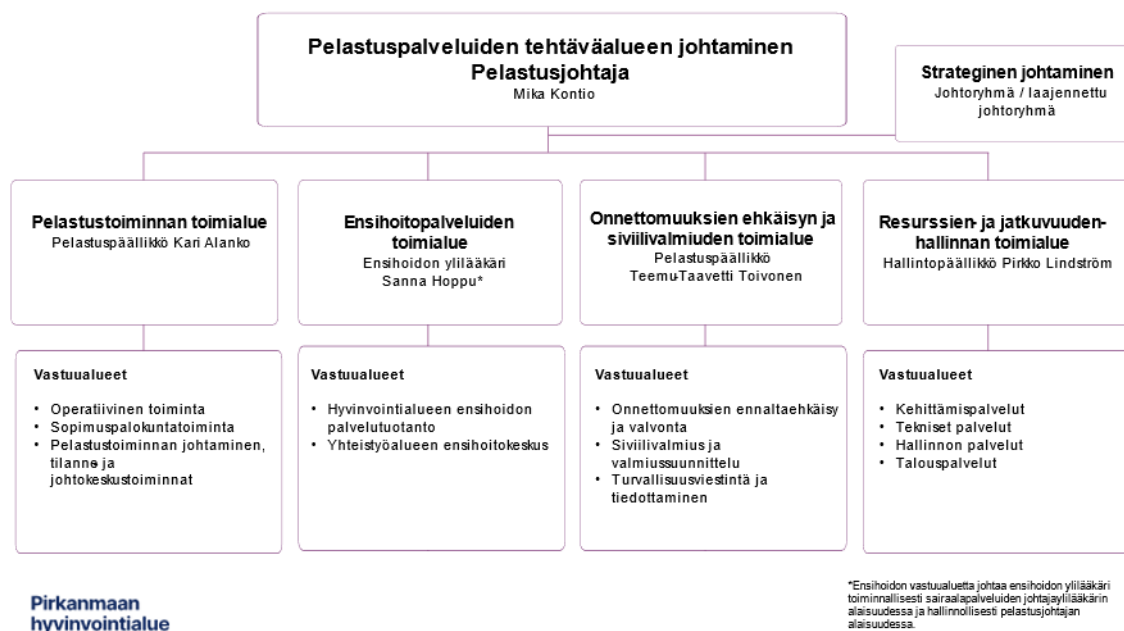 Pelastuspalveluiden tehtäväalueen johtaminen
Pelastusjohtaja
Mika Kontio
Strateginen johtaminen
Johtoryhmä / laajennettu
johtoryhmä
Pelastustoiminnan toimialue
Pelastuspäällikkö Kari Alanko
Ensihoitopalveluiden
toimialue
Ensihoidon ylilääkäri
Sanna Hoppu*
Onnettomuuksien ehkäisyn ja
siviilivalmiuden toimialue
Pelastuspäällikkö
Teemu-Taavetti Toivonen
Resurssien- ja jatkuvuuden-
hallinnan toimialue
Hallintopäällikkö Pirkko Lindström
Vastuualueet
• Operatiivinen toiminta
• Sopimuspalokuntatoiminta
• Pelastustoiminnan johtaminen,
tilanne- ja
johtokeskustoiminnat
Vastuualueet
• Hyvinvointialueen ensihoidon
palvelutuotanto
• Yhteistyöalueen ensihoitokeskus
Vastuualueet
• Onnettomuuksien ennaltaehkäisy
ja valvonta
• Siviilivalmius ja
valmiussuunnittelu
• Turvallisuusviestintä ja
tiedottaminen
Vastuualueet
• Kehittämispalvelut
• Tekniset palvelut
• Hallinnon palvelut
• Talouspalvelut
Pirkanmaan
hyvinvointialue
*Ensihoidon vastuualuetta johtaa ensihoidon ylilääkäri
toiminnallisesti sairaalapalveluiden johtajaylilääkärin
alaisuudessa ja hallinnollisesti pelastusjohtajan
alaisuudessa.